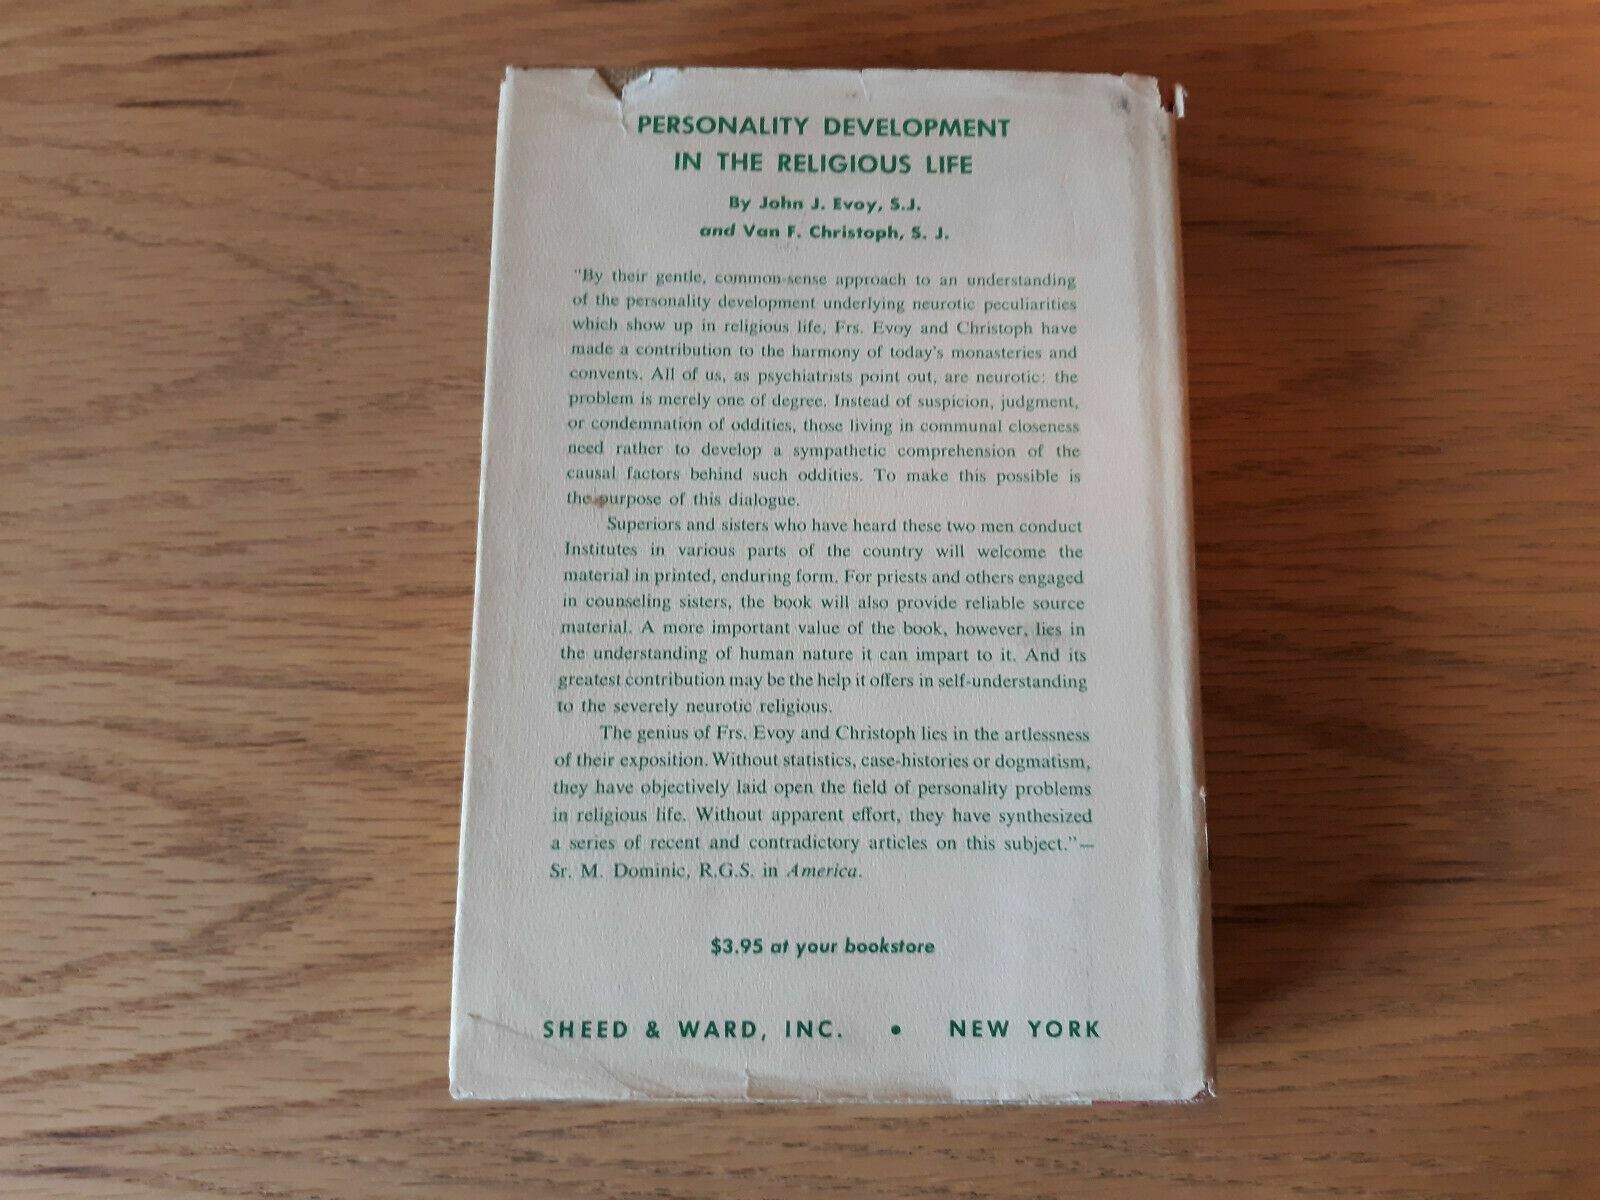 PERSONALITY DEVELOPMENT
IN THE RELIGIOUS LIFE
By John J. Evoy, S.J.
and Van F. Christoph, S. J.
"By their gentle, common-sense approach to an understanding
of the personality development underlying neurotic peculiarities
which show up in religious life, Frs. Evoy and Christoph have
made a contribution to the harmony of today's monasteries and
convents. All of us, as psychiatrists point out, are neurotic: the
problem is merely one of degree. Instead of suspicion, judgment,
or condemnation of oddities, those living in communal closeness
need rather to develop a sympathetic comprehension of the
causal factors behind such oddities. To make this possible is
the purpose of this dialogue.
Superiors and sisters who have heard these two men conduct
Institutes in various parts of the country will welcome the
material in printed, enduring form. For priests and others engaged
in counseling sisters, the book will also provide reliable source
material. A more important value of the book, however, lies in
the understanding of human nature it can impart to it. And its
greatest contribution may be the help it offers in self-understanding
to the severely neurotic religious.
The genius of Frs. Evoy and Christoph lies in the artlessness
of their exposition. Without statistics, case-histories or dogmatism,
they have objectively laid open the field of personality problems
in religious life. Without apparent effort, they have synthesized
a series of recent and contradictory articles on this subject."—
Sr. M. Dominic, R.G.S. in America.
$3.95 at your bookstore
SHEED & WARD, INC. • NEW YORK